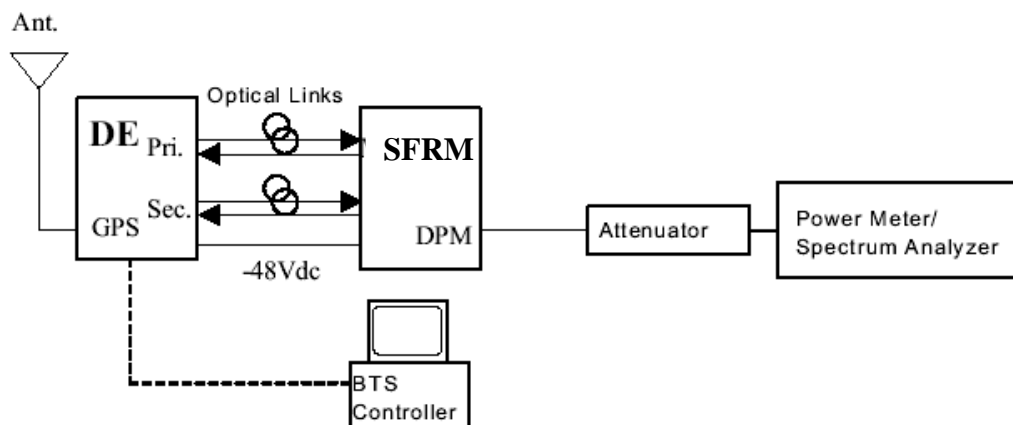 Ant.
Optical Links
DE
Pri.
SFRM
Sec.
GPS
DPM
-48Vdc
Attenuator
Power Meter/
Spectrum Analyzer
BTS
Controller